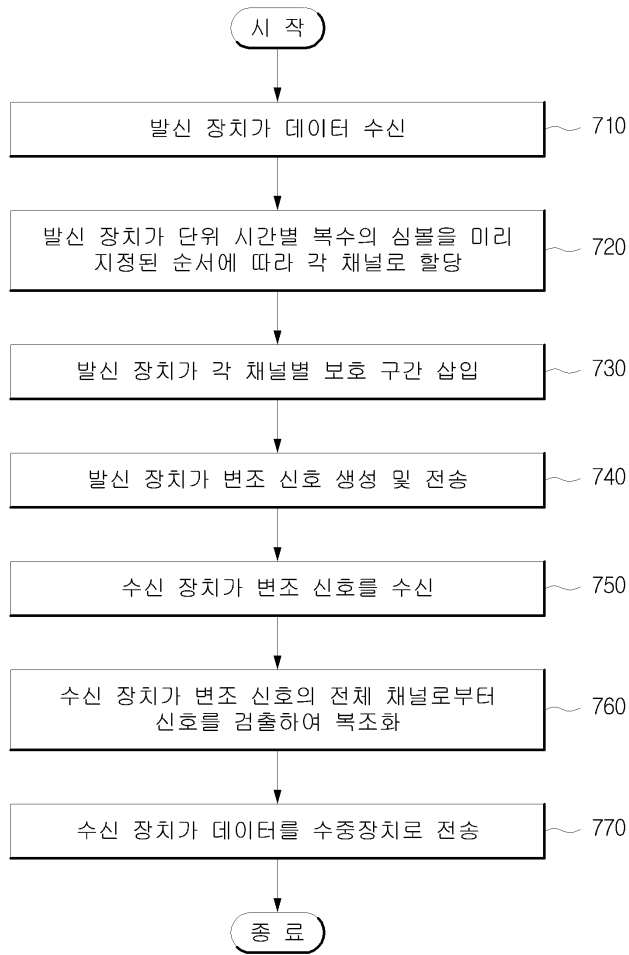 시 작
발신 장치가 데이터 수신
710
발신 장치가 단위 시간별 복수의 심볼을 미리
지정된 순서에 따라 각 채널로 할당
720
발신 장치가 각 채널별 보호 구간 삽입
730
발신 장치가 변조 신호 생성 및 전송
740
수신 장치가 변조 신호를 수신
750
수신 장치가 변조 신호의 전체 채널로부터
신호를 검출하여 복조화
760
수신 장치가 데이터를 수중장치로 전송
770
종 료